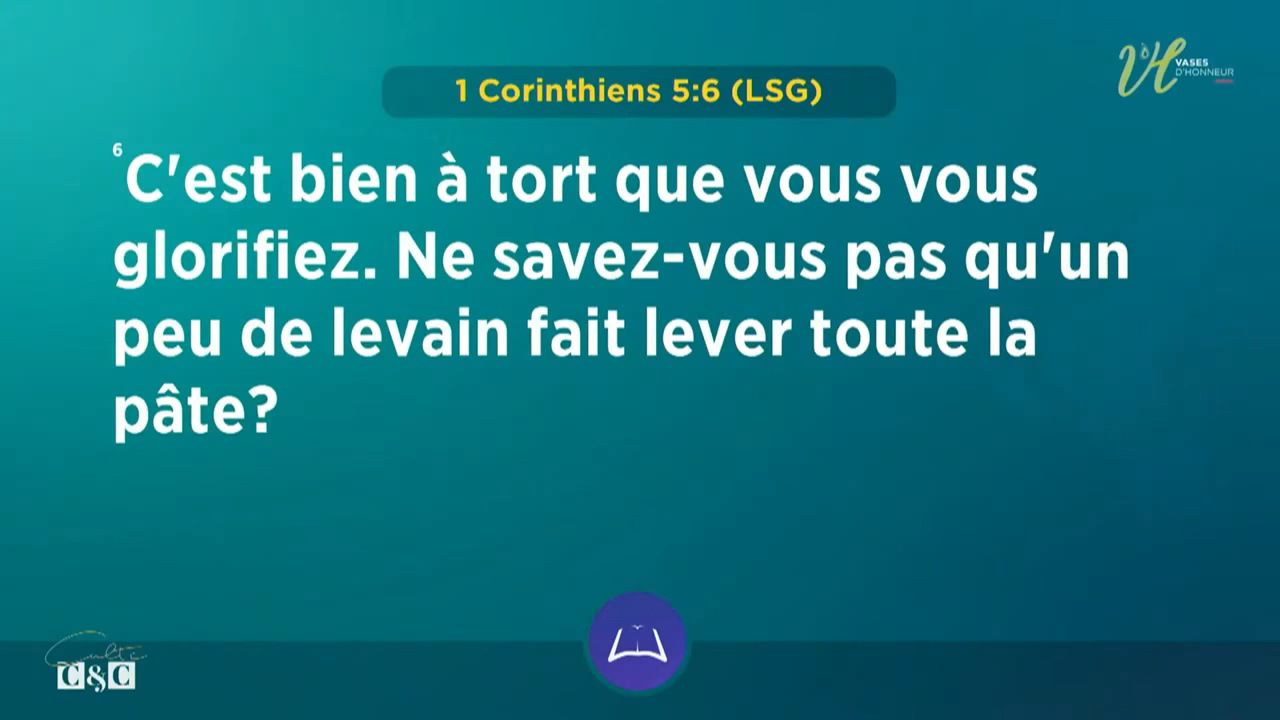 1 Corinthiens 5:6 (LSG)
VASES
D'HONNEUR
6 C'est bien à tort que vous vous
glorifiez. Ne savez-vous pas qu'un
peu de levain fait lever toute la
pâte?
Culte
C&C